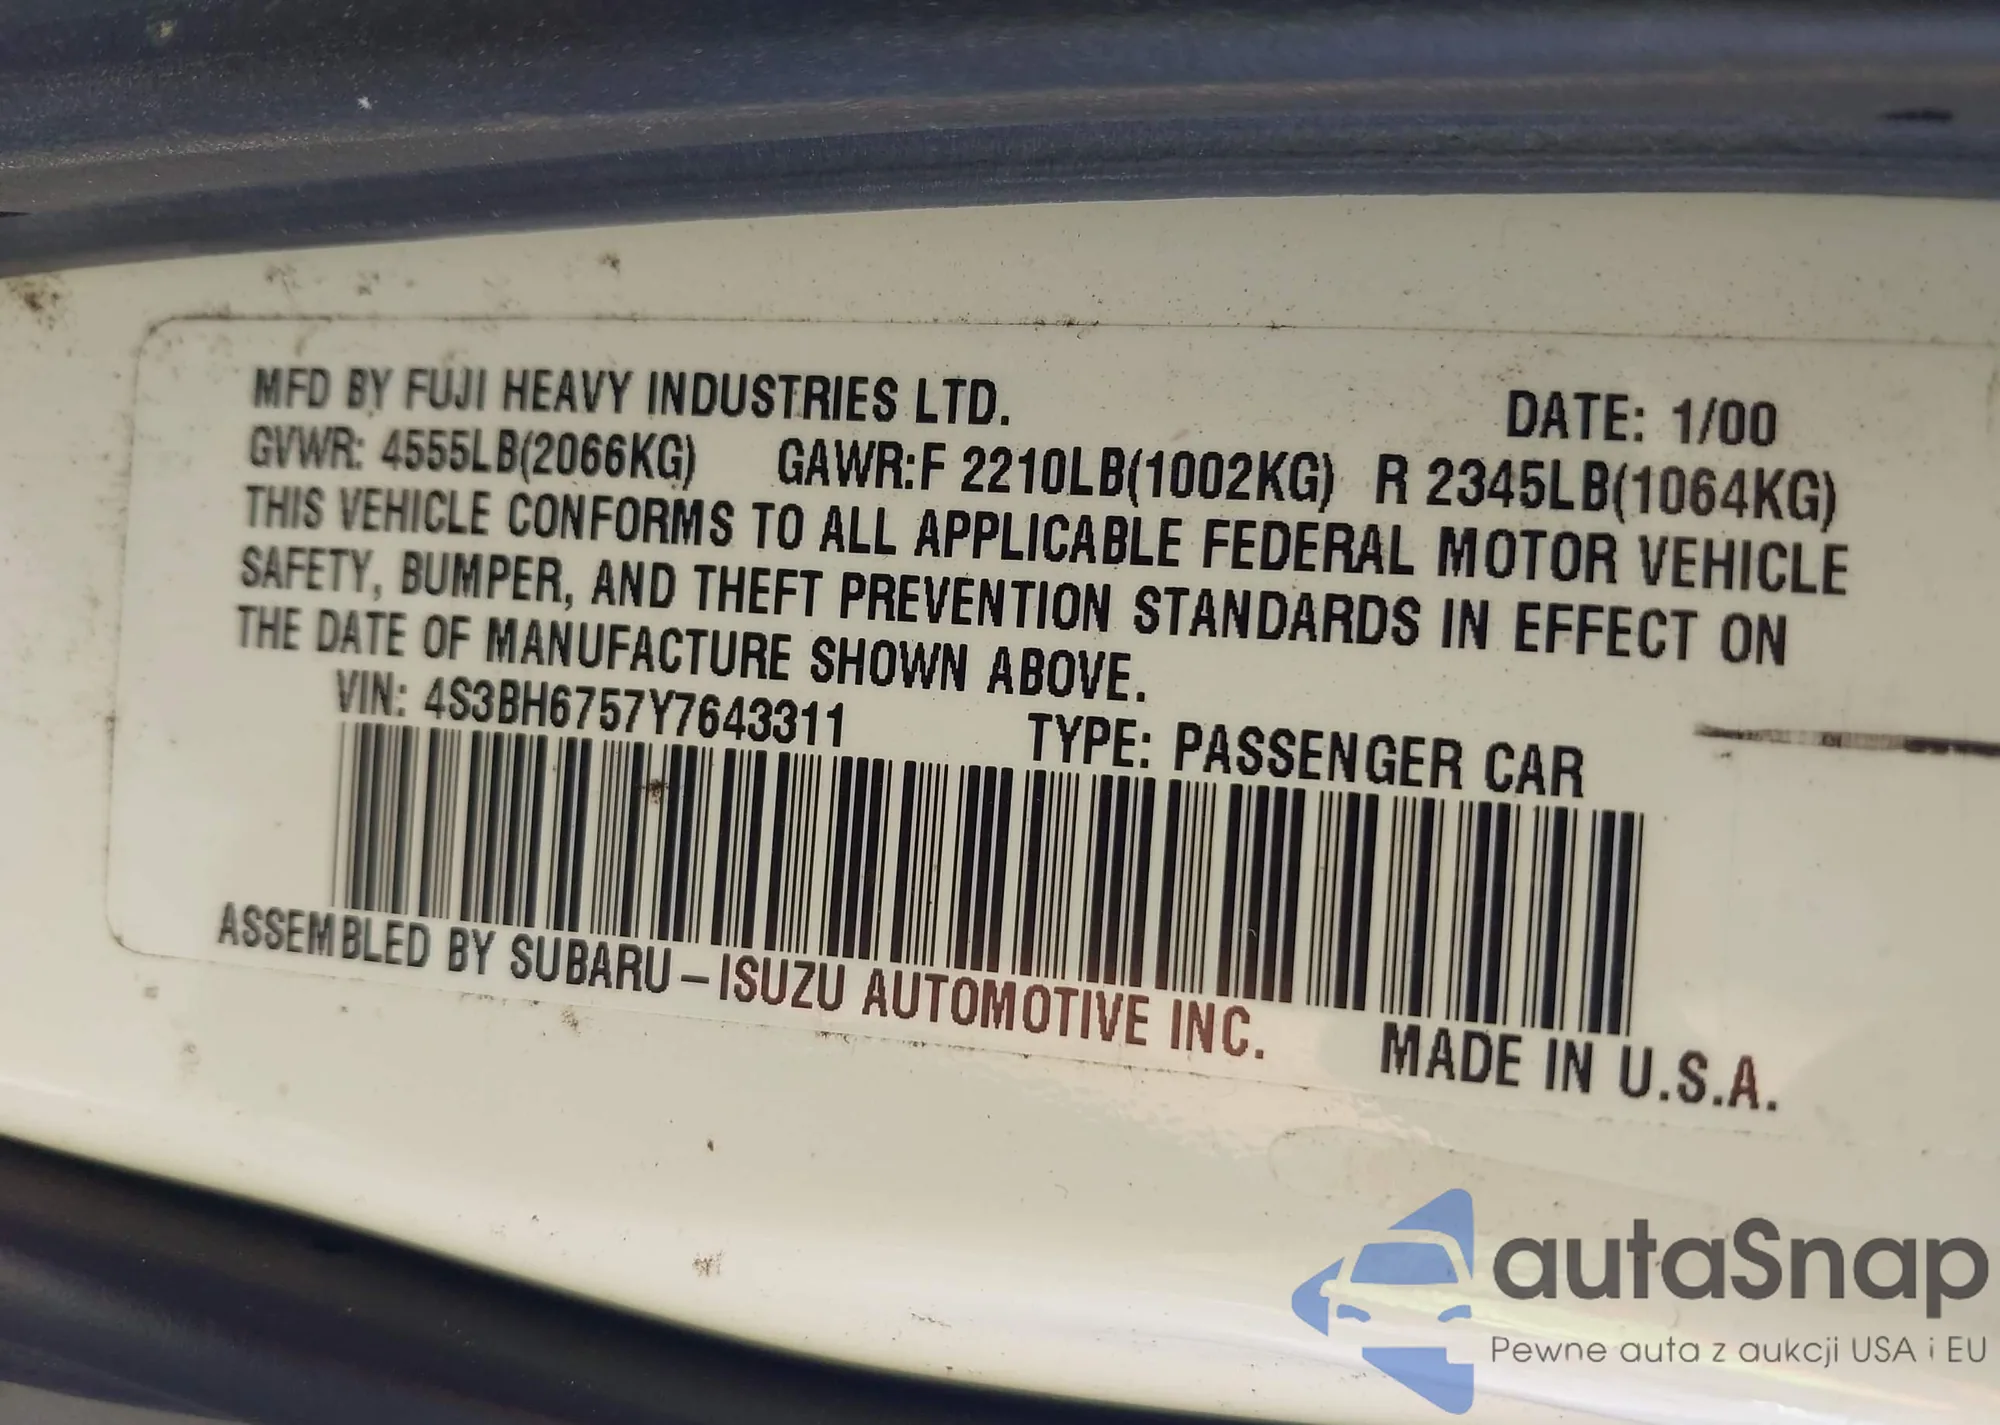 MFD BY FUJI HEAVY INDUSTRIES LTD. DATE: 1/00
GVWR: 4555LB(2066KG) GAWR:F 2210LB(1002KG) R 2345LB(1064KG)
THIS VEHICLE CONFORMS TO ALL APPLICABLE FEDERAL MOTOR VEHICLE
SAFETY, BUMPER, AND THEFT PREVENTION STANDARDS IN EFFECT ON
THE DATE OF MANUFACTURE SHOWN ABOVE.
VIN: 4S3BH6757Y7643311 TYPE: PASSENGER CAR
ASSEMBLED BY SUBARU-ISUZU AUTOMOTIVE INC. MADE IN U.S.A.
autaSnap
Pewne auta z aukcji USA i EU